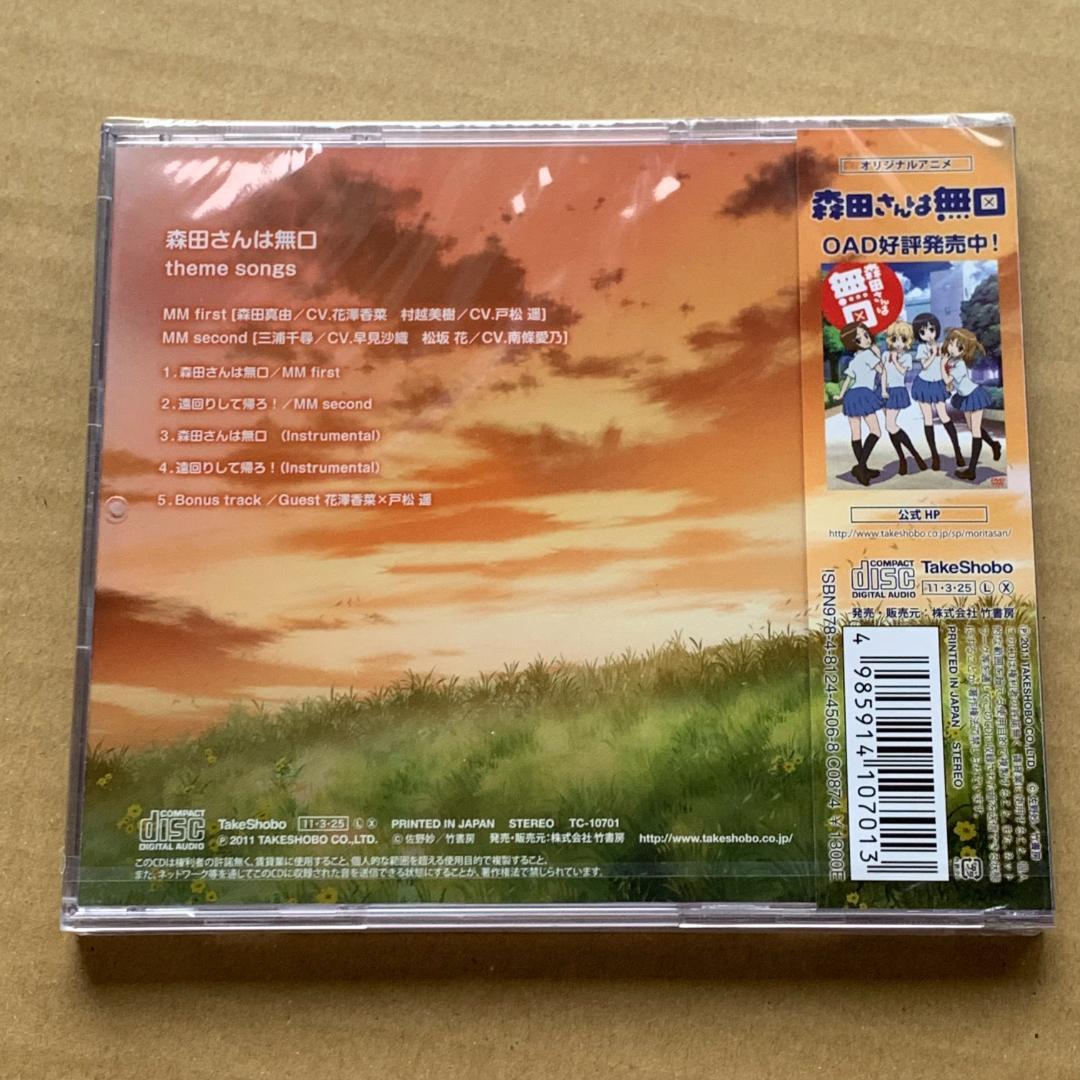 森田さんは無口
theme songs
MM first [森田真由／CV.花澤香菜　村越美樹／CV.戸松 遥]
MM second [三浦千尋／CV.早見沙織　松坂 花／CV.南條愛乃]
1.森田さんは無口／MM first
2.遠回りして帰ろ！／MM second
3.森田さんは無口 （Instrumental）
4.遠回りして帰ろ！（Instrumental）
5.Bonus track ／Guest 花澤香菜×戸松 遥
COMPACT disc DIGITAL AUDIO
TakeShobo 11・3・25 L X PRINTED IN JAPAN STEREO TC-10701
Ⓟ 2011 TAKESHOBO CO.,LTD. ©佐野妙／竹書房 発売・販売元：株式会社 竹書房 http://www.takeshobo.co.jp/
このCDは権利者の許諾無く、賃貸業に使用すること、個人的な範囲を超える使用目的で複製すること、
また、ネットワーク等を通じてこのCDに収録された音を送信できる状態にすることが、著作権法で禁じられています。
オリジナルアニメ
森田さんは無口
OAD好評発売中！
森田さんは
無口
公式 HP
http://www.takeshobo.co.jp/sp/moritasan/
COMPACT disc DIGITAL AUDIO
TakeShobo
11・3・25 L X
発売・販売元：株式会社 竹書房
ISBN978-4-8124-4506-8 C0874 ￥1300E
4 985914 107013
PRINTED IN JAPAN STEREO
Ⓟ 2011 TAKESHOBO CO.,LTD. ©佐野妙／竹書房